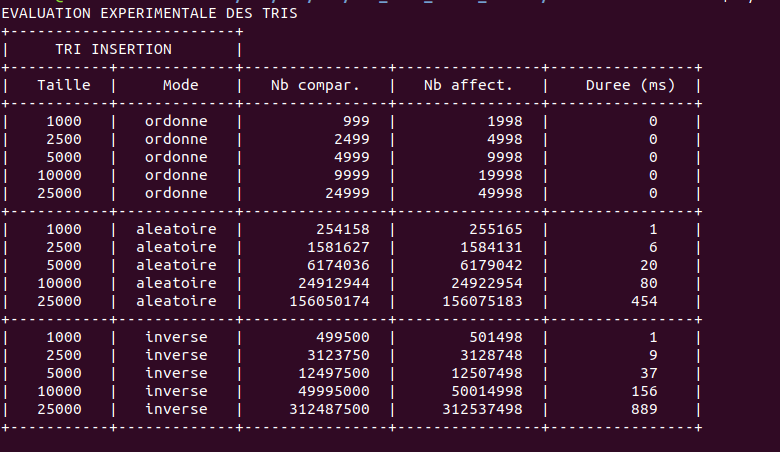 EVALUATION EXPERIMENTALE DES TRIS
+-------------------------+
|     TRI INSERTION       |
+-----------+-------------+----------------+----------------+----------------+
|   Taille  |     Mode    |   Nb compar.   |   Nb affect.   |    Duree (ms)  |
+-----------+-------------+----------------+----------------+----------------+
|    1000   |   ordonne   |            999 |           1998 |            0   |
|    2500   |   ordonne   |           2499 |           4998 |            0   |
|    5000   |   ordonne   |           4999 |           9998 |            0   |
|   10000   |   ordonne   |           9999 |          19998 |            0   |
|   25000   |   ordonne   |          24999 |          49998 |            0   |
+-----------+-------------+----------------+----------------+----------------+
|    1000   |  aleatoire  |         254158 |         255165 |            1   |
|    2500   |  aleatoire  |        1581627 |        1584131 |            6   |
|    5000   |  aleatoire  |        6174036 |        6179042 |           20   |
|   10000   |  aleatoire  |       24912944 |       24922954 |           80   |
|   25000   |  aleatoire  |      156050174 |      156075183 |          454   |
+-----------+-------------+----------------+----------------+----------------+
|    1000   |   inverse   |         499500 |         501498 |            1   |
|    2500   |   inverse   |        3123750 |        3128748 |            9   |
|    5000   |   inverse   |       12497500 |       12507498 |           37   |
|   10000   |   inverse   |       49995000 |       50014998 |          156   |
|   25000   |   inverse   |      312487500 |      312537498 |          889   |
+-----------+-------------+----------------+----------------+----------------+